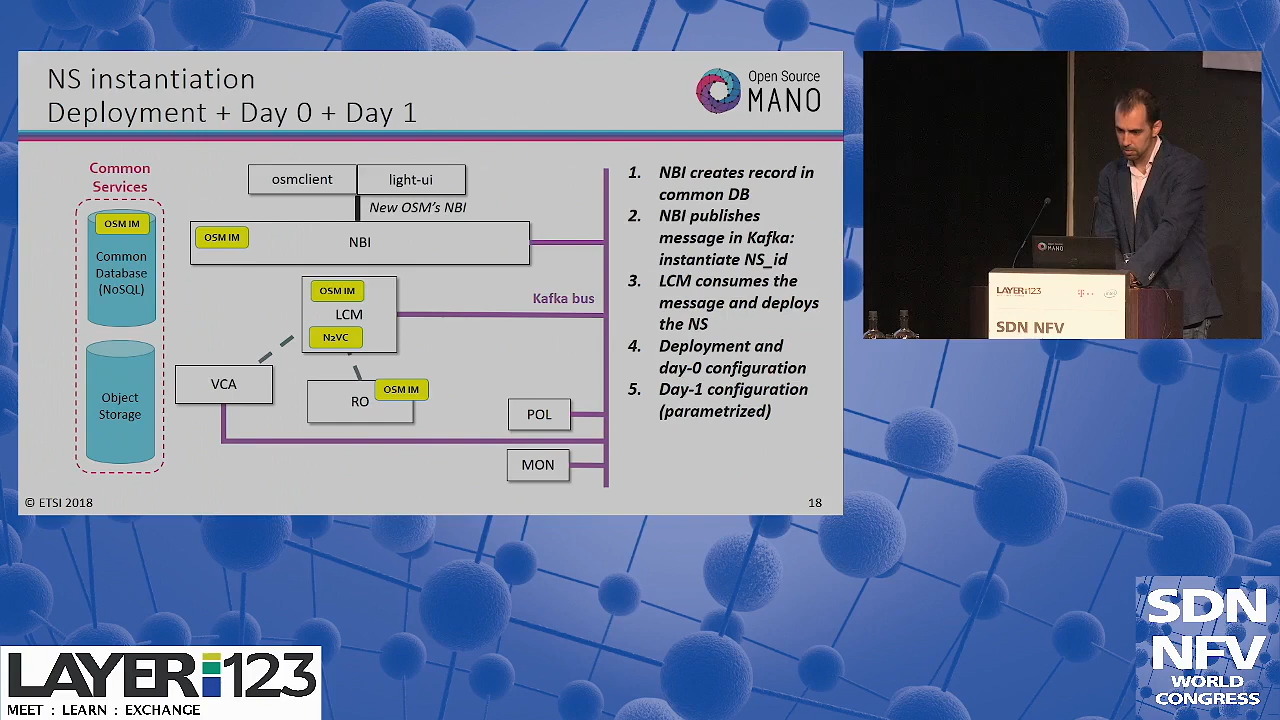 NS instantiation
Deployment + Day 0 + Day 1
Open Source
MANO
Common
Services
OSM IM
Common
Database
(NoSQL)
Object
Storage
osmclient
light-ui
New OSM's NBI
OSM IM
NBI
OSM IM
LCM
N2VC
Kafka bus
VCA
OSM IM
RO
POL
MON
1. NBI creates record in
common DB
2. NBI publishes
message in Kafka:
instantiate NS_id
3. LCM consumes the
message and deploys
the NS
4. Deployment and
day-0 configuration
5. Day-1 configuration
(parametrized)
© ETSI 2018
18
MANO
LAYER123
SDN NFV
LAYER123
MEET : LEARN : EXCHANGE
SDN
NFV
WORLD
CONGRESS